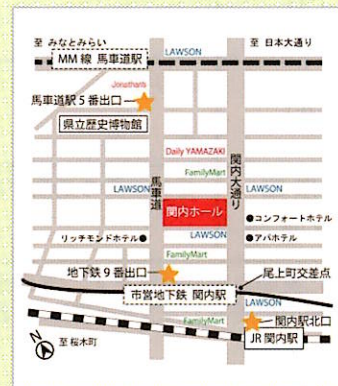 至 みなとみらい
至 日本大通り
LAWSON
MM線 馬車道駅
Jonathan's
馬車道駅5番出口
県立歴史博物館
Daily YAMAZAKI
FamilyMart
馬車道
関内大通り
LAWSON
LAWSON
関内ホール
コンフォートホテル
リッチモンドホテル
LAWSON
アパホテル
FamilyMart
地下鉄9番出口
尾上町交差点
市営地下鉄 関内駅
LAWSON
FamilyMart
関内駅北口
N
至 桜木町
JR 関内駅